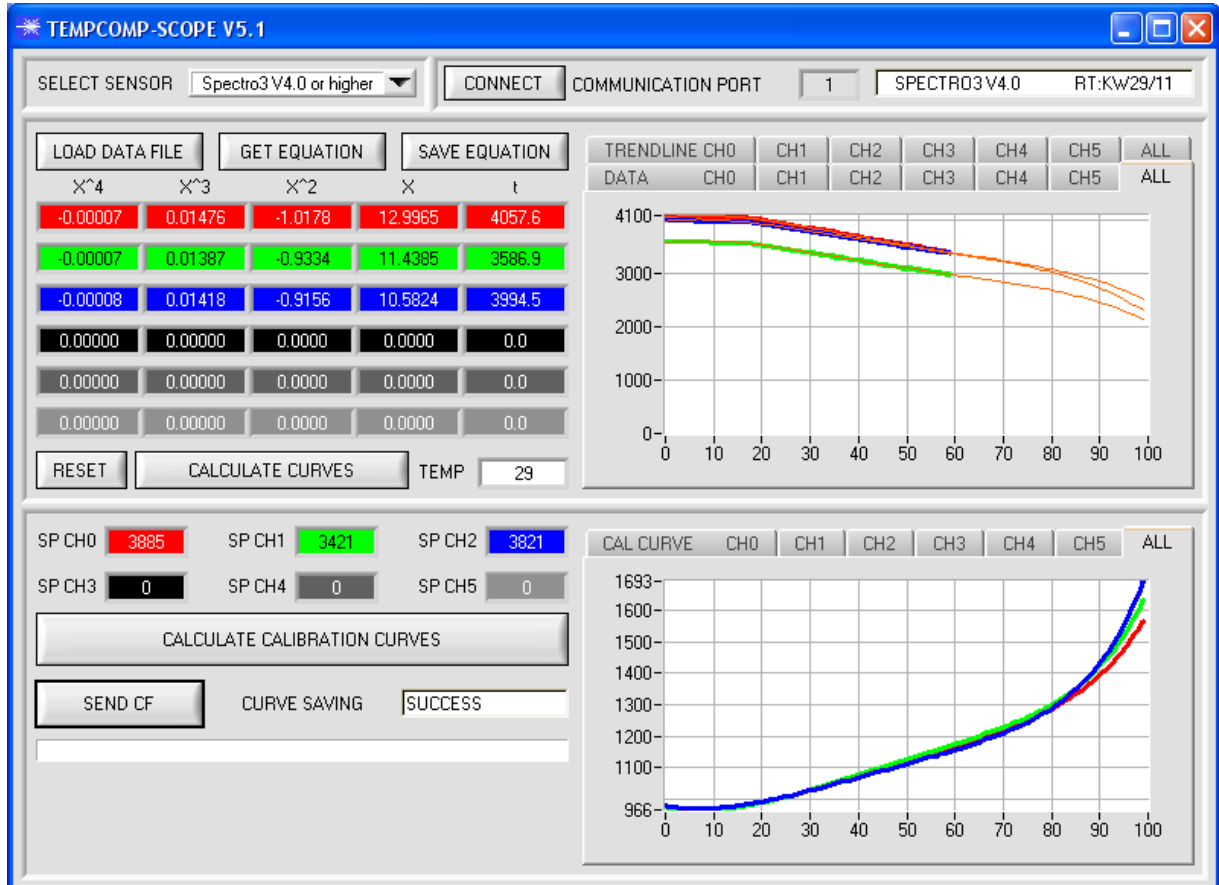 TEMPCOMP-SCOPE V5.1
SELECT SENSOR Spectro3 V4.0 or higher CONNECT COMMUNICATION PORT 1 SPECTRO3 V4.0 RT:KW29/11
LOAD DATA FILE GET EQUATION SAVE EQUATION
X^4 X^3 X^2 X t
-0.00007 0.01476 -1.0178 12.9965 4057.6
-0.00007 0.01387 -0.9334 11.4385 3586.9
-0.00008 0.01418 -0.9156 10.5824 3994.5
0.00000 0.00000 0.0000 0.0000 0.0
0.00000 0.00000 0.0000 0.0000 0.0
0.00000 0.00000 0.0000 0.0000 0.0
RESET CALCULATE CURVES TEMP 29
TRENDLINE CH0 CH1 CH2 CH3 CH4 CH5 ALL
DATA CH0 CH1 CH2 CH3 CH4 CH5 ALL
4100
3000
2000
1000
0
0 10 20 30 40 50 60 70 80 90 100
SP CH0 3885 SP CH1 3421 SP CH2 3821
SP CH3 0 SP CH4 0 SP CH5 0
CALCULATE CALIBRATION CURVES
SEND CF CURVE SAVING SUCCESS
CAL CURVE CH0 CH1 CH2 CH3 CH4 CH5 ALL
1693
1600
1500
1400
1300
1200
1100
966
0 10 20 30 40 50 60 70 80 90 100